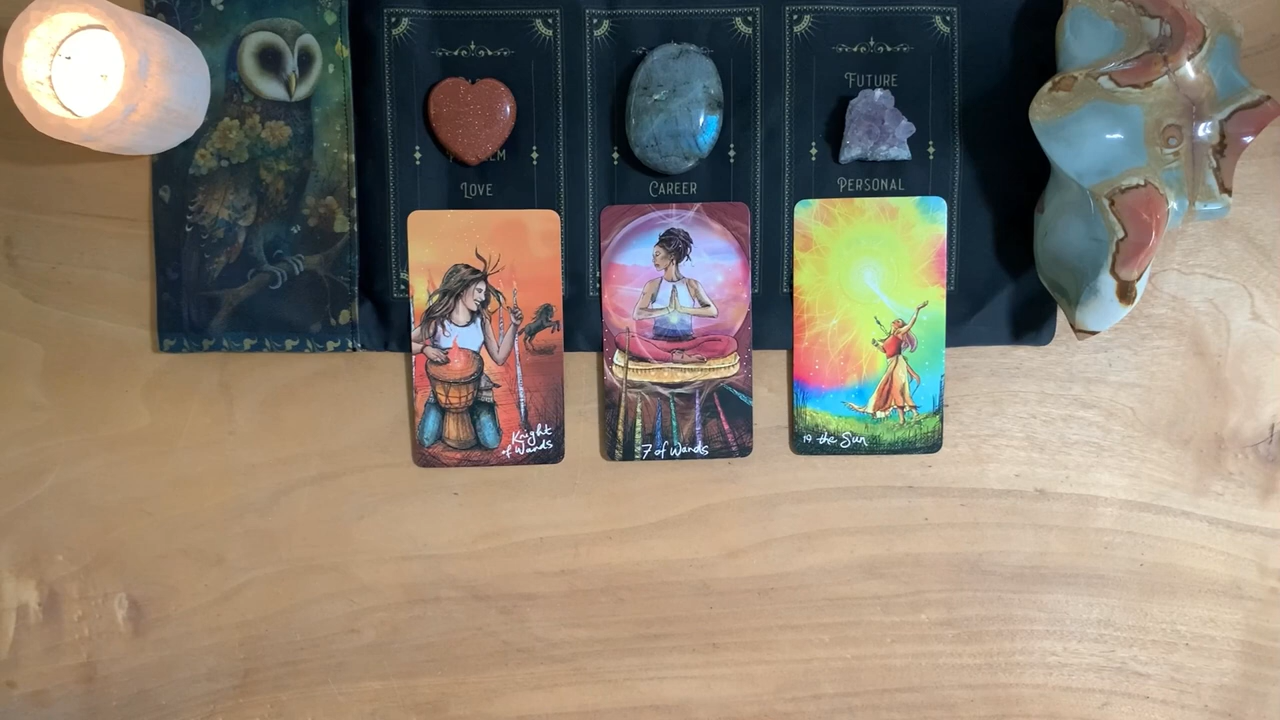 FUTURE
LOVE
CAREER
PERSONAL
Knight
of Wands
7 of Wands
19 the Sun